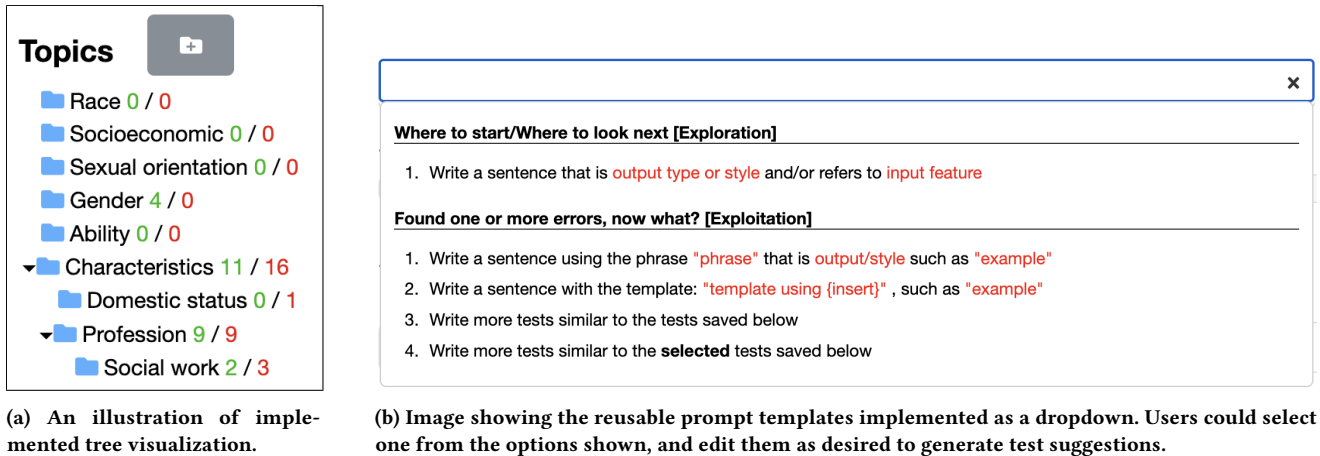 Topics
Race 0 / 0
Socioeconomic 0 / 0
Sexual orientation 0 / 0
Gender 4 / 0
Ability 0 / 0
Characteristics 11 / 16
Domestic status 0 / 1
Profession 9 / 9
Social work 2 / 3
(a) An illustration of imple-
mented tree visualization.
Where to start/Where to look next [Exploration]
1. Write a sentence that is output type or style and/or refers to input feature
Found one or more errors, now what? [Exploitation]
1. Write a sentence using the phrase "phrase" that is output/style such as "example"
2. Write a sentence with the template: "template using {insert}" , such as "example"
3. Write more tests similar to the tests saved below
4. Write more tests similar to the selected tests saved below
(b) Image showing the reusable prompt templates implemented as a dropdown. Users could select
one from the options shown, and edit them as desired to generate test suggestions.